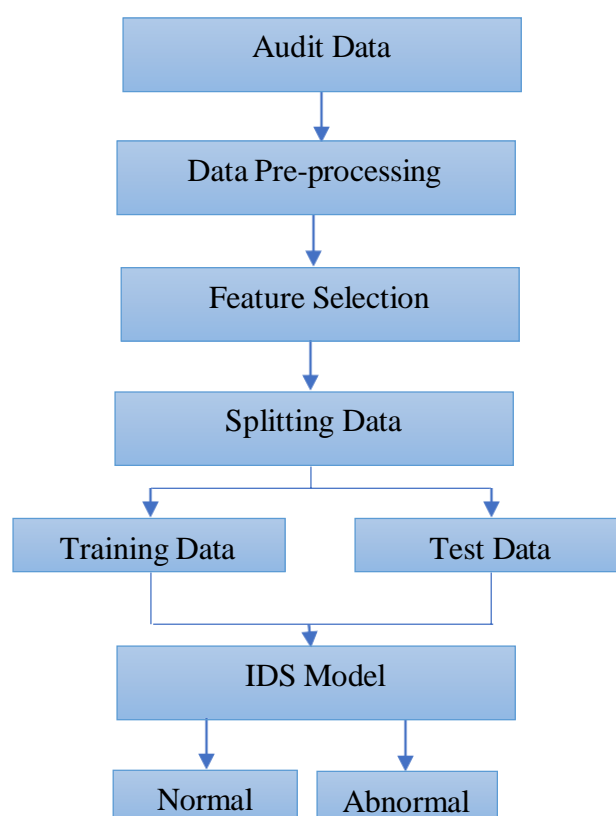 Audit Data
Data Pre-processing
Feature Selection
Splitting Data
Training Data
Test Data
IDS Model
Normal
Abnormal